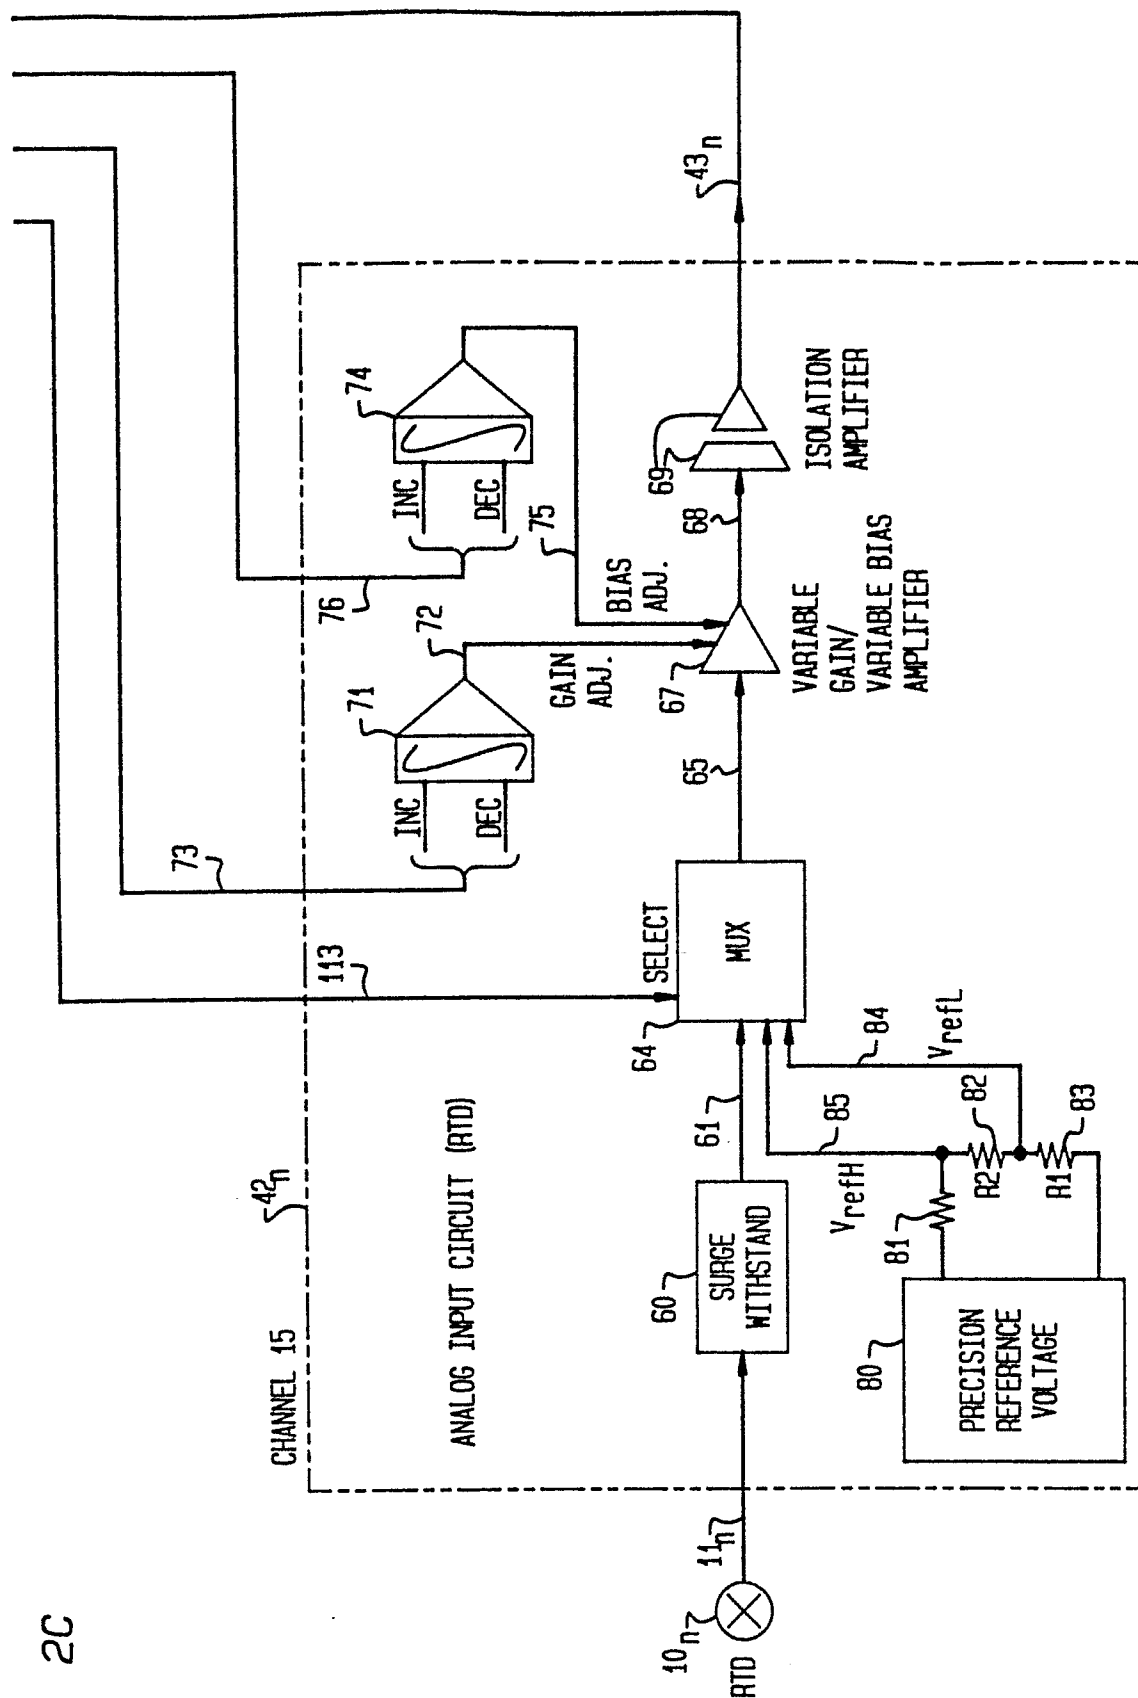 2C
CHANNEL 15
42n
ANALOG INPUT CIRCUIT (RTD)
RTD
10n
11n
60
SURGE
WITHSTAND
61
80
PRECISION
REFERENCE
VOLTAGE
81
VrefH
85
R2
82
R1
83
VrefL
84
113
SELECT
64
MUX
65
73
INC
DEC
71
72
GAIN
ADJ.
76
INC
DEC
74
75
BIAS
ADJ.
67
VARIABLE
GAIN/
VARIABLE BIAS
AMPLIFIER
68
69
ISOLATION
AMPLIFIER
43n